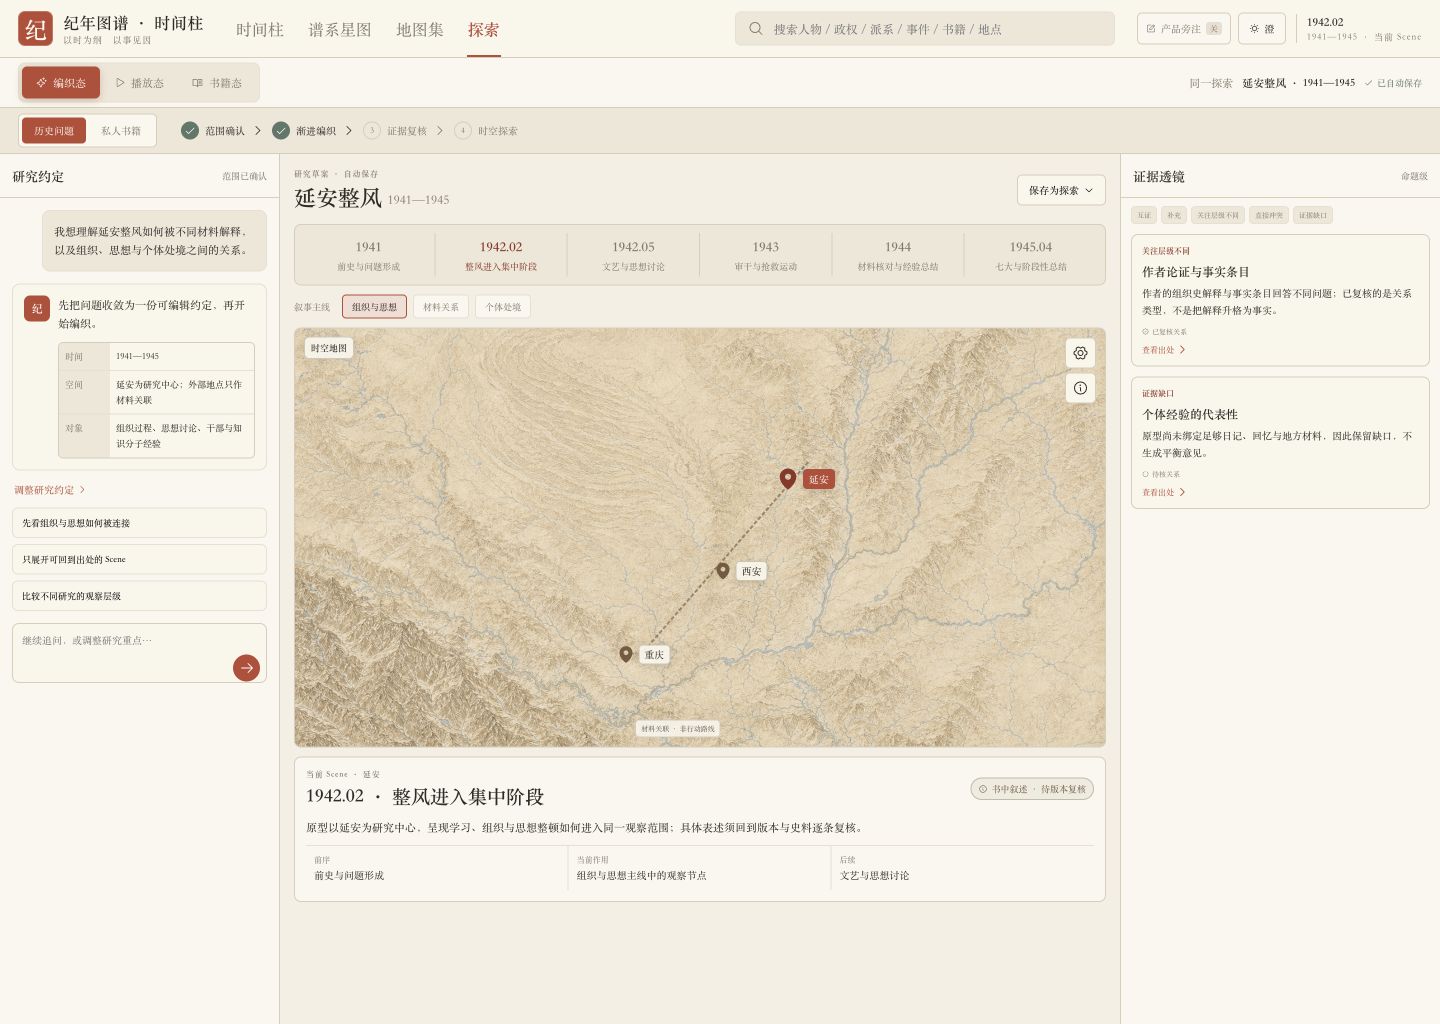 纪
纪年图谱 · 时间柱
以时为纲 以事见因
时间柱
谱系星图
地图集
探索
搜索人物 / 政权 / 派系 / 事件 / 书籍 / 地点
产品旁注 关
澄
1942.02
1941—1945 · 当前 Scene
编织态
播放态
书籍态
同一探索 延安整风 · 1941—1945 已自动保存
历史问题
私人书籍
范围确认
渐进编织
3 证据复核
4 时空探索
研究约定
范围已确认
我想理解延安整风如何被不同材料解释，
以及组织、思想与个体处境之间的关系。
纪
先把问题收敛为一份可编辑约定，再开
始编织。
时间 1941—1945
空间 延安为研究中心；外部地点只作
材料关联
对象 组织过程、思想讨论、干部与知
识分子经验
调整研究约定
先看组织与思想如何被连接
只展开可回到出处的 Scene
比较不同研究的观察层级
继续追问，或调整研究重点…
研究草案 · 自动保存
延安整风 1941—1945
保存为探索
1941
前史与问题形成
1942.02
整风进入集中阶段
1942.05
文艺与思想讨论
1943
审干与抢救运动
1944
材料核对与经验总结
1945.04
七大与阶段性总结
叙事主线
组织与思想
材料关系
个体处境
时空地图
延安
西安
重庆
材料关联 · 非行动路线
当前 Scene · 延安
1942.02 · 整风进入集中阶段
书中叙述 · 待版本复核
原型以延安为研究中心，呈现学习、组织与思想整顿如何进入同一观察范围；具体表述须回到版本与史料逐条复核。
前序
前史与问题形成
当前作用
组织与思想主线中的观察节点
后续
文艺与思想讨论
证据透镜
命题级
互证
补充
关注层级不同
直接冲突
证据缺口
关注层级不同
作者论证与事实条目
作者的组织史解释与事实条目回答不同问题；已复核的是关系
类型，不是把解释升格为事实。
已复核关系
查看出处
证据缺口
个体经验的代表性
原型尚未绑定足够日记、回忆与地方材料，因此保留缺口，不
生成平衡意见。
待核关系
查看出处